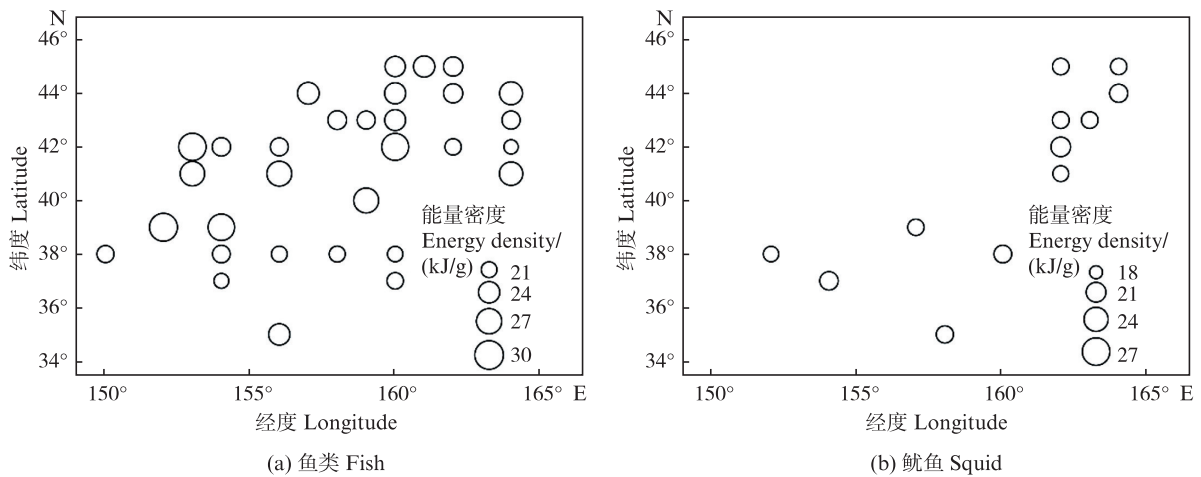 N
46°
44°
42°
40°
38°
36°
34°
纬度 Latitude
能量密度
Energy density/
(kJ/g)
21
24
27
30
150° 155° 160° 165° E
经度 Longitude
(a) 鱼类 Fish
N
46°
44°
42°
40°
38°
36°
34°
纬度 Latitude
能量密度
Energy density/
(kJ/g)
18
21
24
27
150° 155° 160° 165° E
经度 Longitude
(b) 鱿鱼 Squid